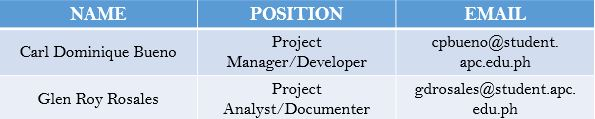 NAME POSITION EMAIL
Carl Dominique Bueno
Project
Manager/Developer
cpbueno@student.
apc.edu.ph
Glen Roy Rosales
Project
Analyst/Documenter
gdrosales@student.apc.
edu.ph